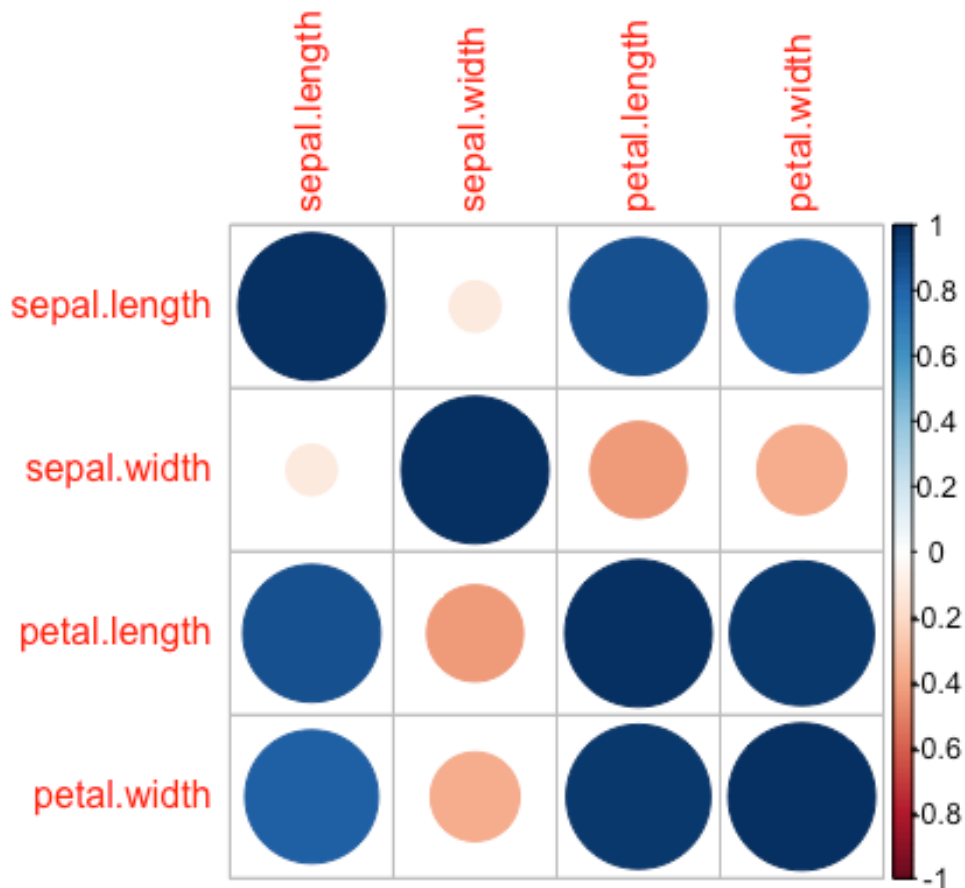 sepal.length
sepal.width
petal.length
petal.width
sepal.length
sepal.width
petal.length
petal.width
1
0.8
0.6
0.4
0.2
0
-0.2
-0.4
-0.6
-0.8
-1